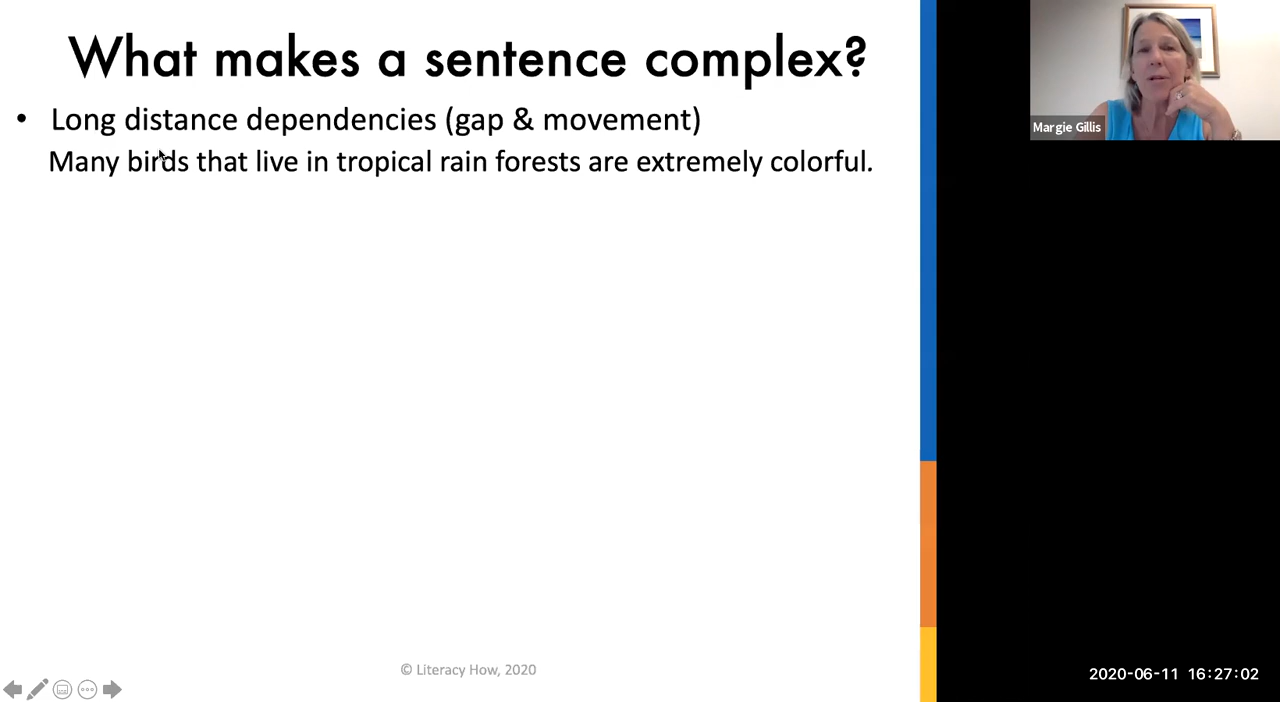 What makes a sentence complex?
• Long distance dependencies (gap & movement)
Many birds that live in tropical rain forests are extremely colorful.
Margie Gillis
© Literacy How, 2020
2020-06-11 16:27:02